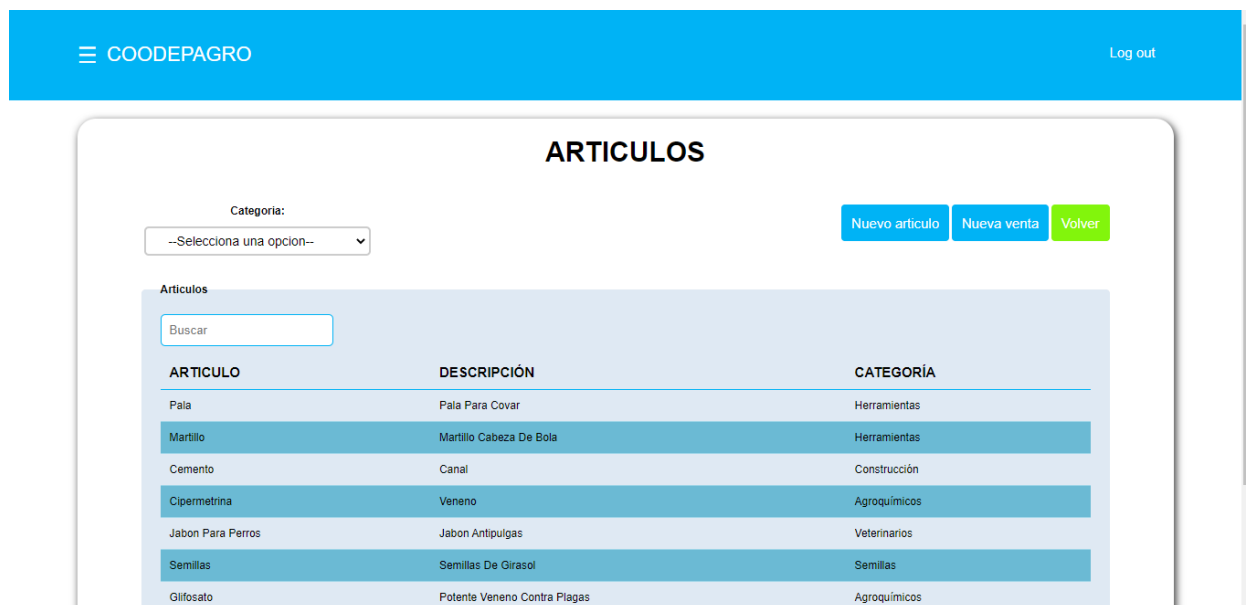 ☰ COODEPAGRO Log out
ARTICULOS
Categoria:
--Selecciona una opcion--
Nuevo articulo Nueva venta Volver
Articulos
Buscar
ARTICULO DESCRIPCIÓN CATEGORÍA
Pala Pala Para Covar Herramientas
Martillo Martillo Cabeza De Bola Herramientas
Cemento Canal Construcción
Cipermetrina Veneno Agroquímicos
Jabon Para Perros Jabon Antipulgas Veterinarios
Semillas Semillas De Girasol Semillas
Glifosato Potente Veneno Contra Plagas Agroquímicos